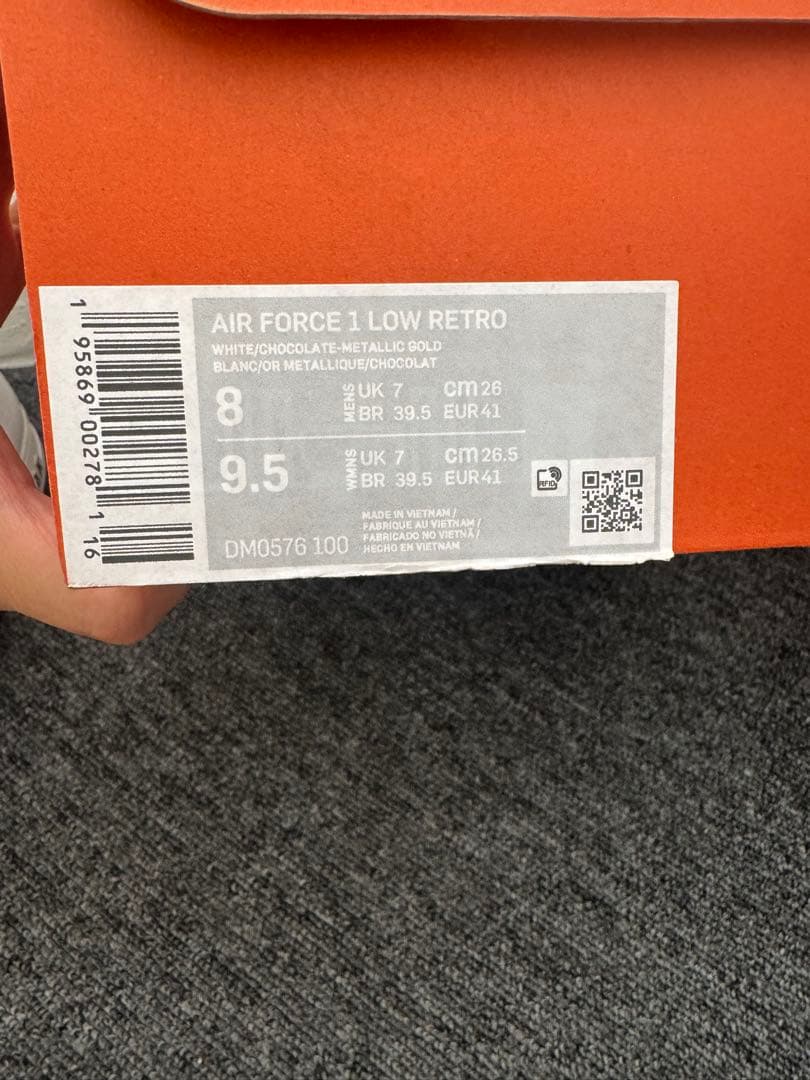 AIR FORCE 1 LOW RETRO
WHITE/CHOCOLATE-METALLIC GOLD
BLANC/OR METALLIQUE/CHOCOLAT
8 MENS UK 7 cm 26
BR 39.5 EUR 41
9.5 WMNS UK 7 cm 26.5
BR 39.5 EUR 41
RFID
DM0576 100
MADE IN VIETNAM /
FABRIQUE AU VIETNAM /
FABRICADO NO VIETNÃ /
HECHO EN VIETNAM
1 95869 00278 1 16